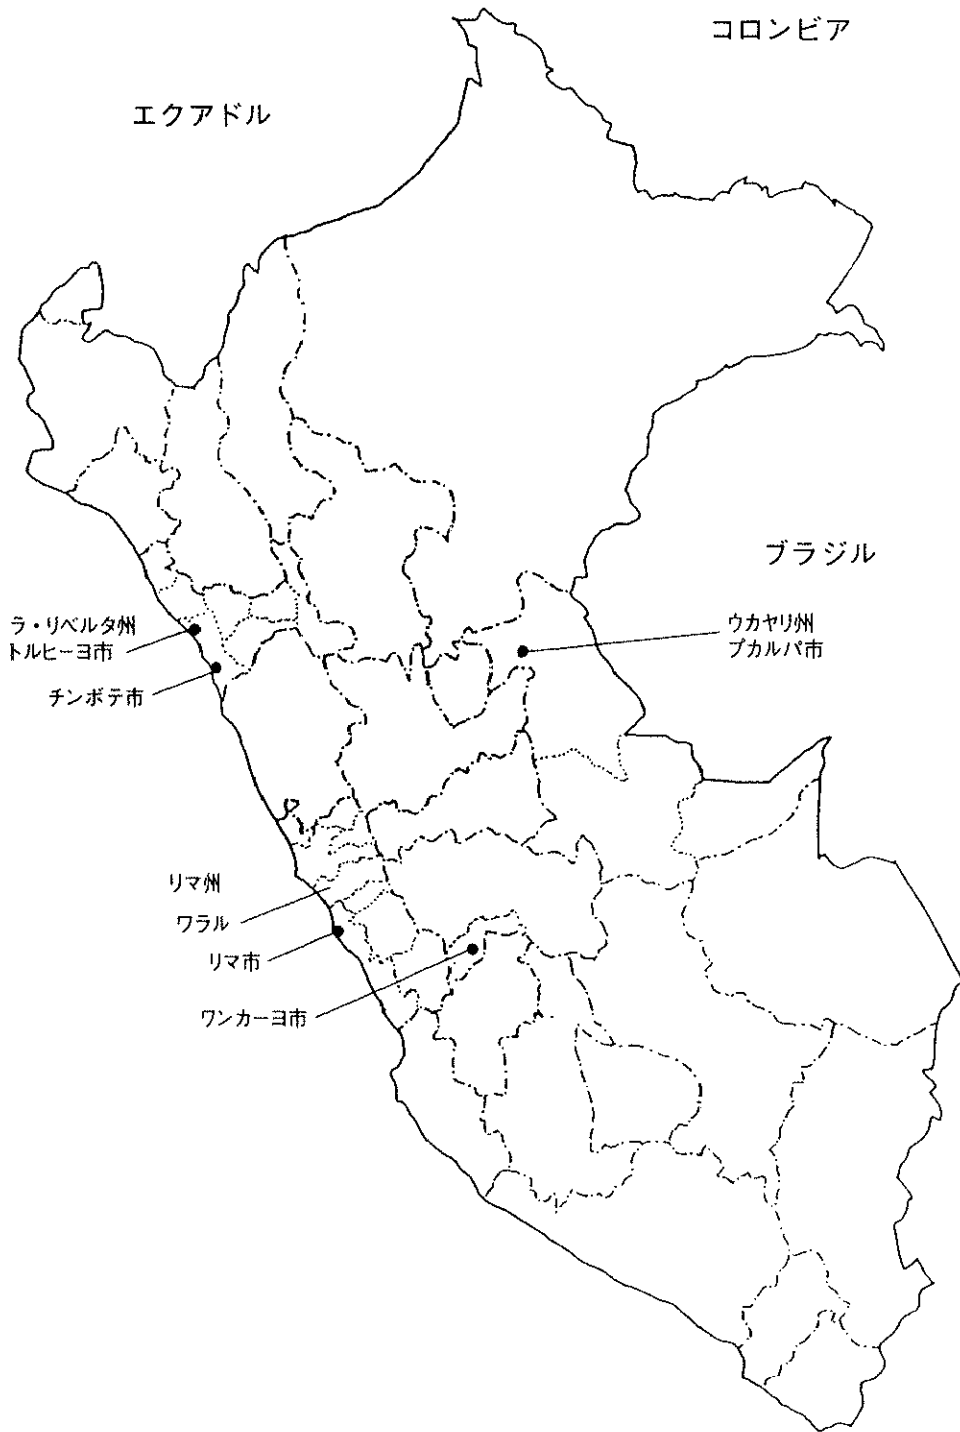 コロンビア
エクアドル
ブラジル
ラ・リベルタ州
トルヒーヨ市
ウカヤリ州
プカルパ市
チンボテ市
リマ州
ワラル
リマ市
ワンカーヨ市